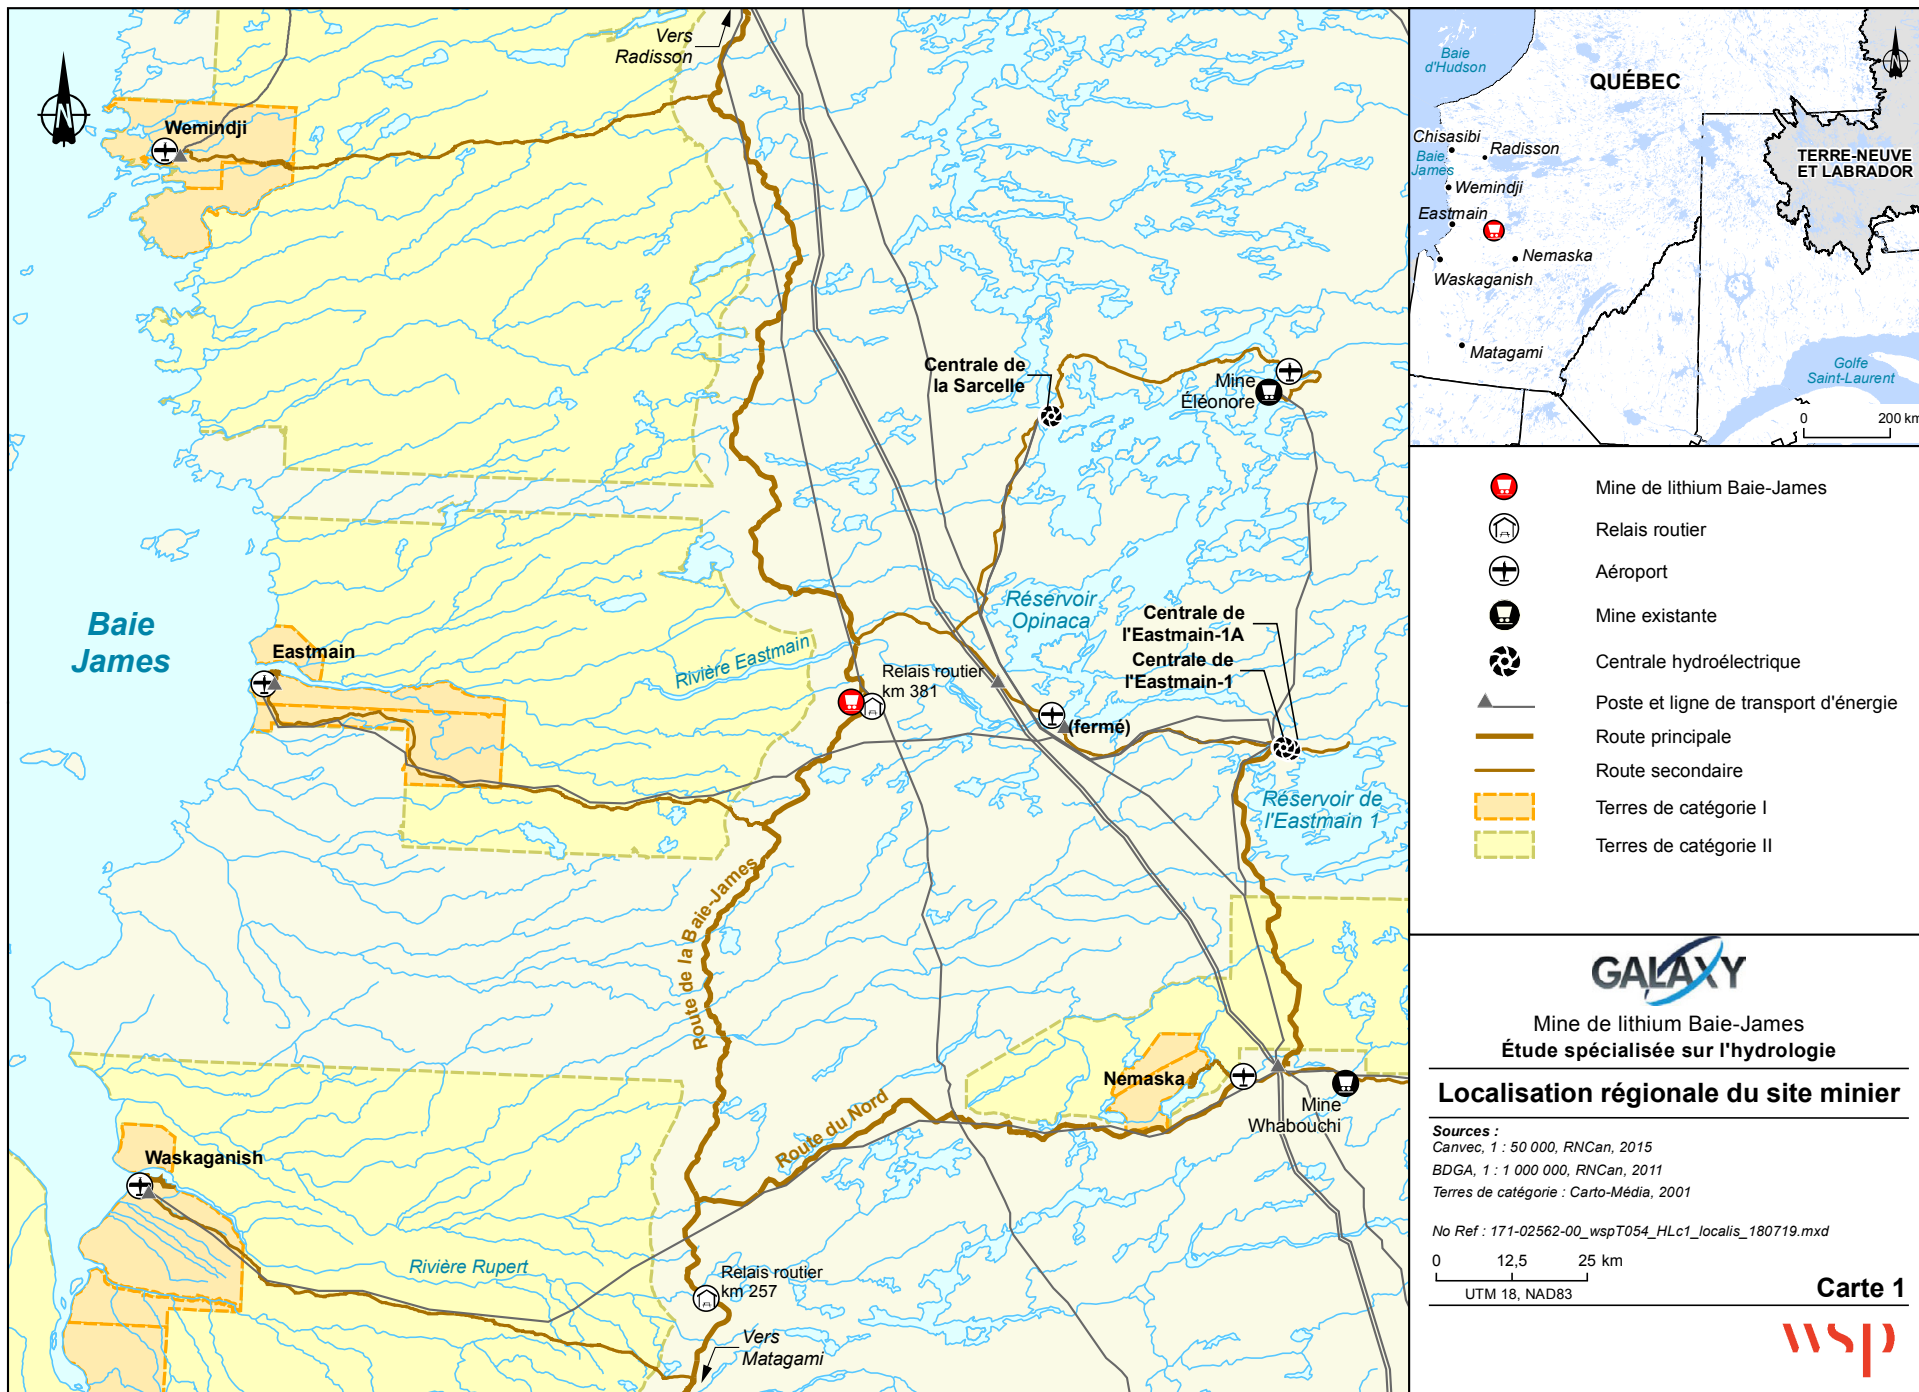 Vers
Radisson
Wemindji
Centrale de
la Sarcelle
Mine
Éléonore
Réservoir
Opinaca
Centrale de
l'Eastmain-1A
Centrale de
l'Eastmain-1
Baie
James
Eastmain
Rivière Eastmain
Relais routier
km 381
(fermé)
Réservoir de
l'Eastmain 1
Route de la Baie-James
Nemaska
Mine
Whabouchi
Route du Nord
Waskaganish
Rivière Rupert
Relais routier
km 257
Vers
Matagami
N
Baie
d'Hudson
QUÉBEC
N
Chisasibi
Baie
James
Radisson
TERRE-NEUVE
ET LABRADOR
Wemindji
Eastmain
Nemaska
Waskaganish
Matagami
Golfe
Saint-Laurent
0 200 km
Mine de lithium Baie-James
Relais routier
Aéroport
Mine existante
Centrale hydroélectrique
Poste et ligne de transport d'énergie
Route principale
Route secondaire
Terres de catégorie I
Terres de catégorie II
GALAXY
Mine de lithium Baie-James
Étude spécialisée sur l'hydrologie
Localisation régionale du site minier
Sources :
Canvec, 1 : 50 000, RNCan, 2015
BDGA, 1 : 1 000 000, RNCan, 2011
Terres de catégorie : Carto-Média, 2001
No Ref : 171-02562-00_wspT054_HLc1_localis_180719.mxd
0 12,5 25 km
UTM 18, NAD83
Carte 1
wsp